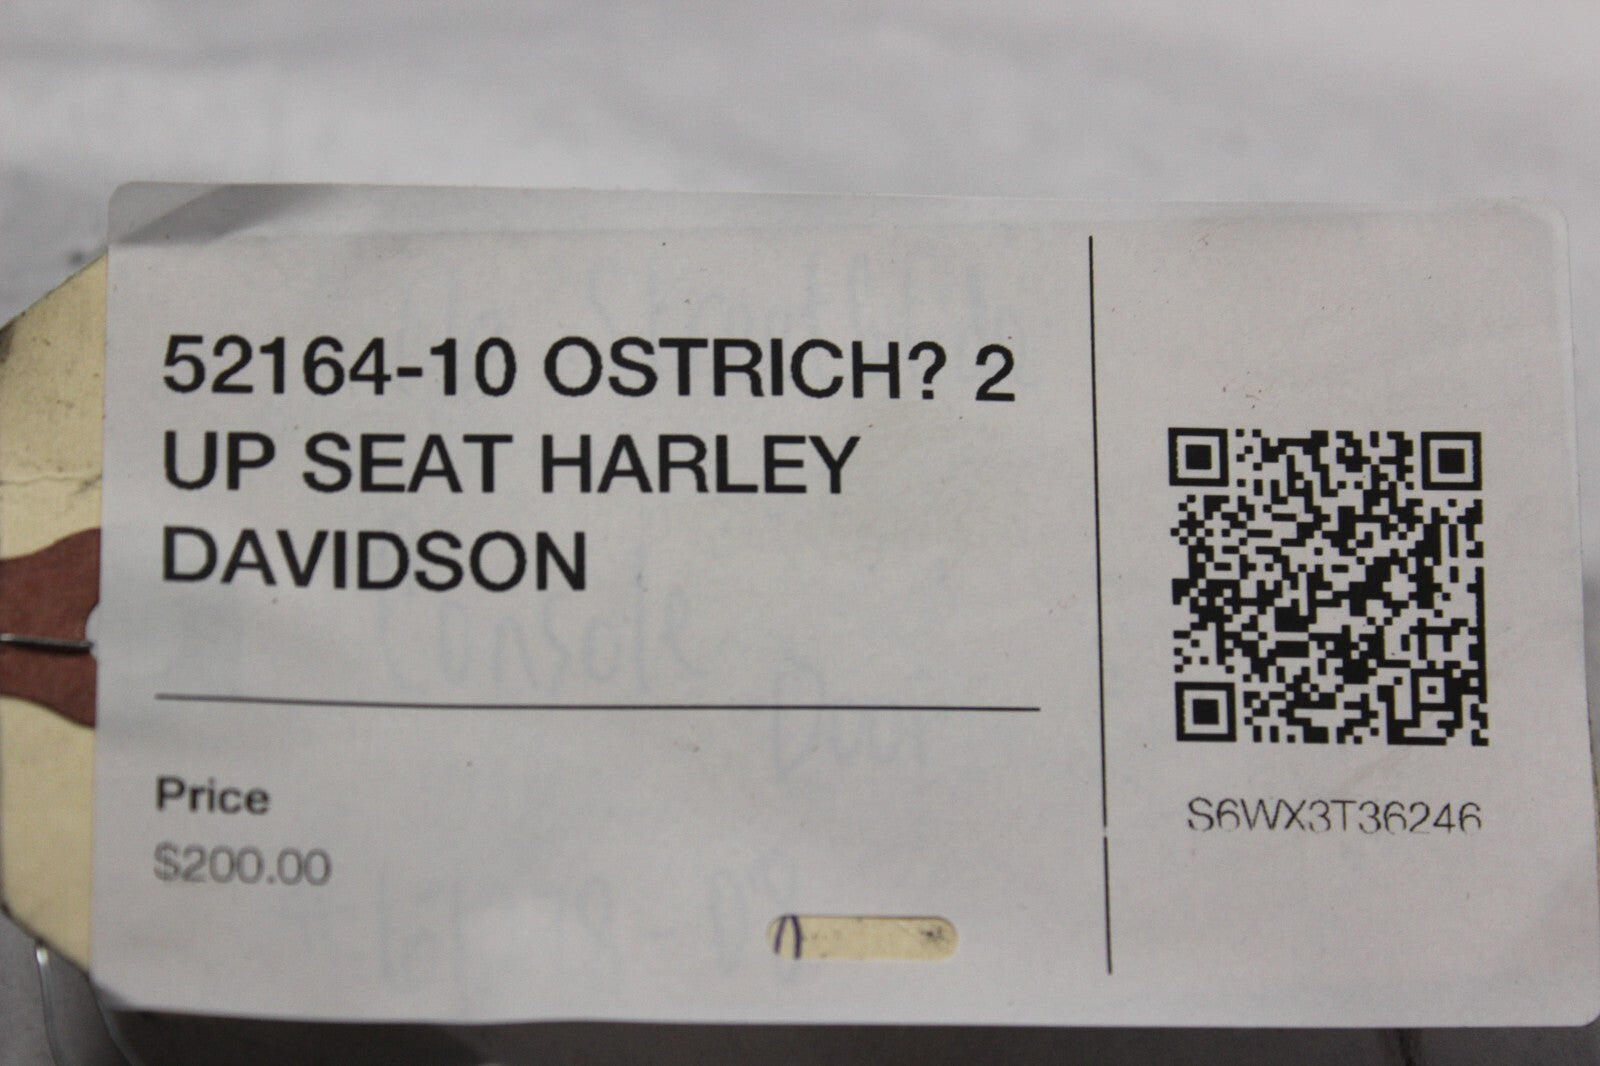 52164-10 OSTRICH? 2
UP SEAT HARLEY
DAVIDSON
Price
$200.00
S6WX3T36246